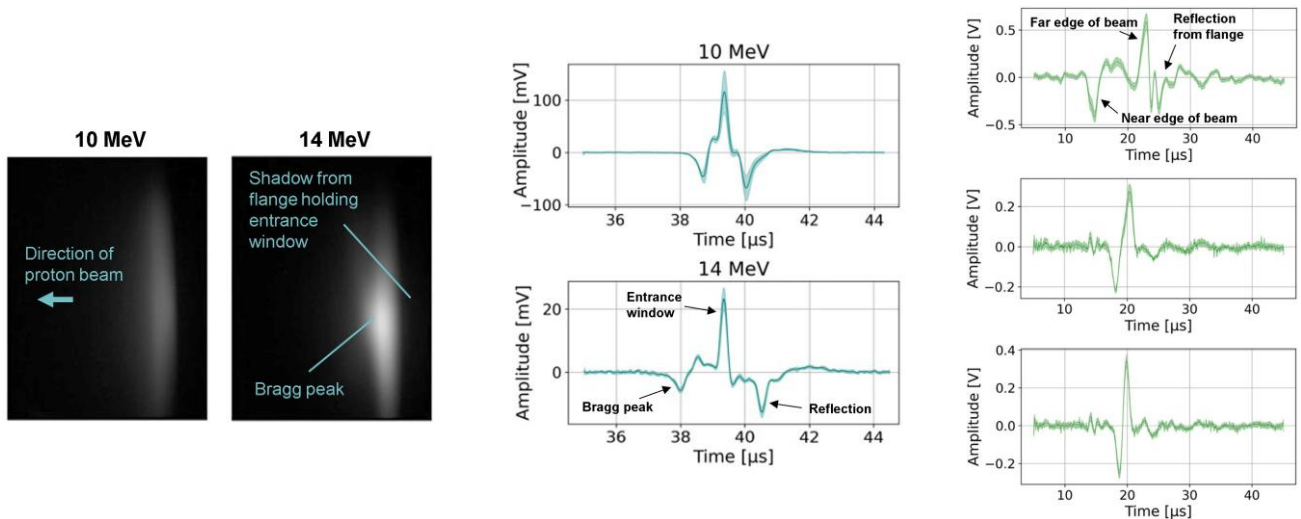 10 MeV
14 MeV
Direction of
proton beam
Shadow from
flange holding
entrance
window
Bragg peak
10 MeV
Amplitude [mV]
100
0
−100
36
38
40
42
44
Time [µs]
14 MeV
Amplitude [mV]
20
0
Entrance
window
Bragg peak
Reflection
36
38
40
42
44
Time [µs]
Amplitude [V]
0.5
0.0
−0.5
Far edge of beam
Reflection
from flange
Near edge of beam
10
20
30
40
Time [µs]
Amplitude [V]
0.2
0.0
−0.2
10
20
30
40
Time [µs]
Amplitude [V]
0.4
0.2
0.0
−0.2
10
20
30
40
Time [µs]